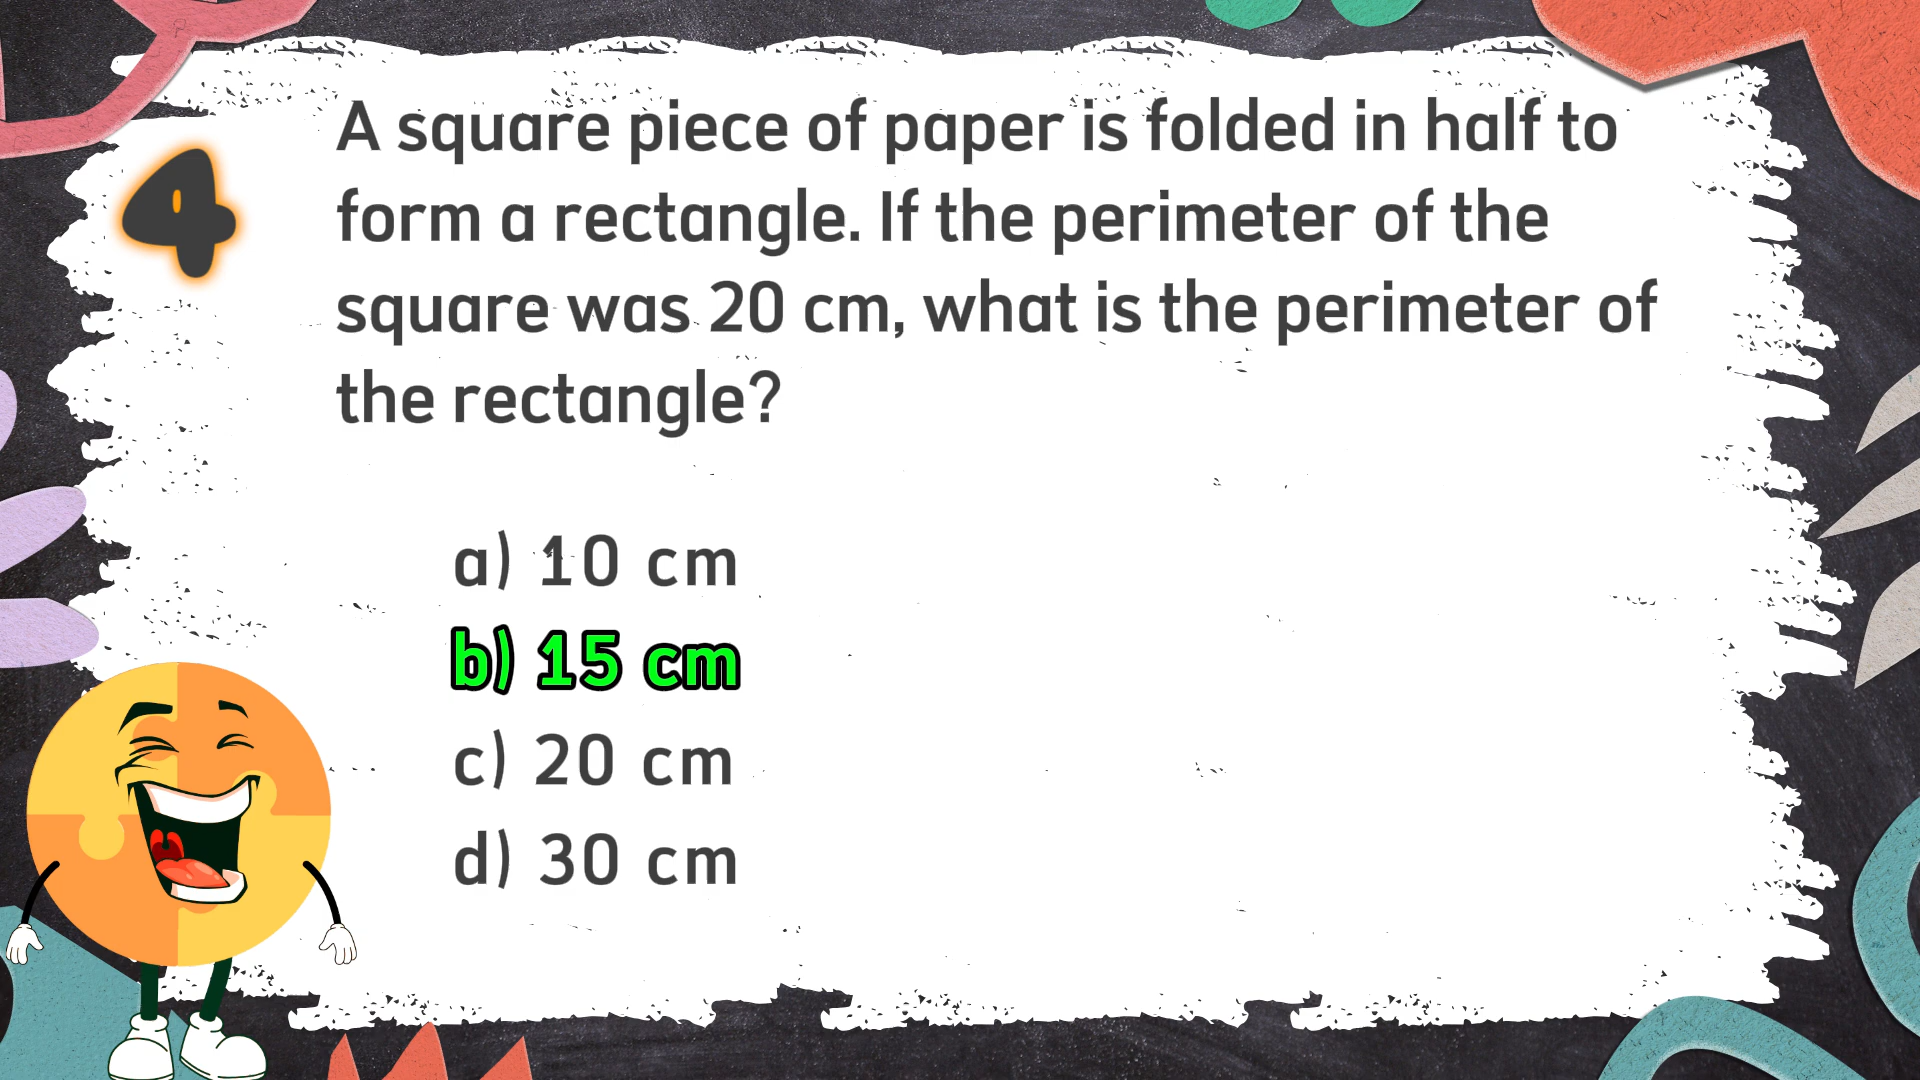 4
A square piece of paper is folded in half to
form a rectangle. If the perimeter of the
square was 20 cm, what is the perimeter of
the rectangle?
a) 10 cm
b) 15 cm
c) 20 cm
d) 30 cm